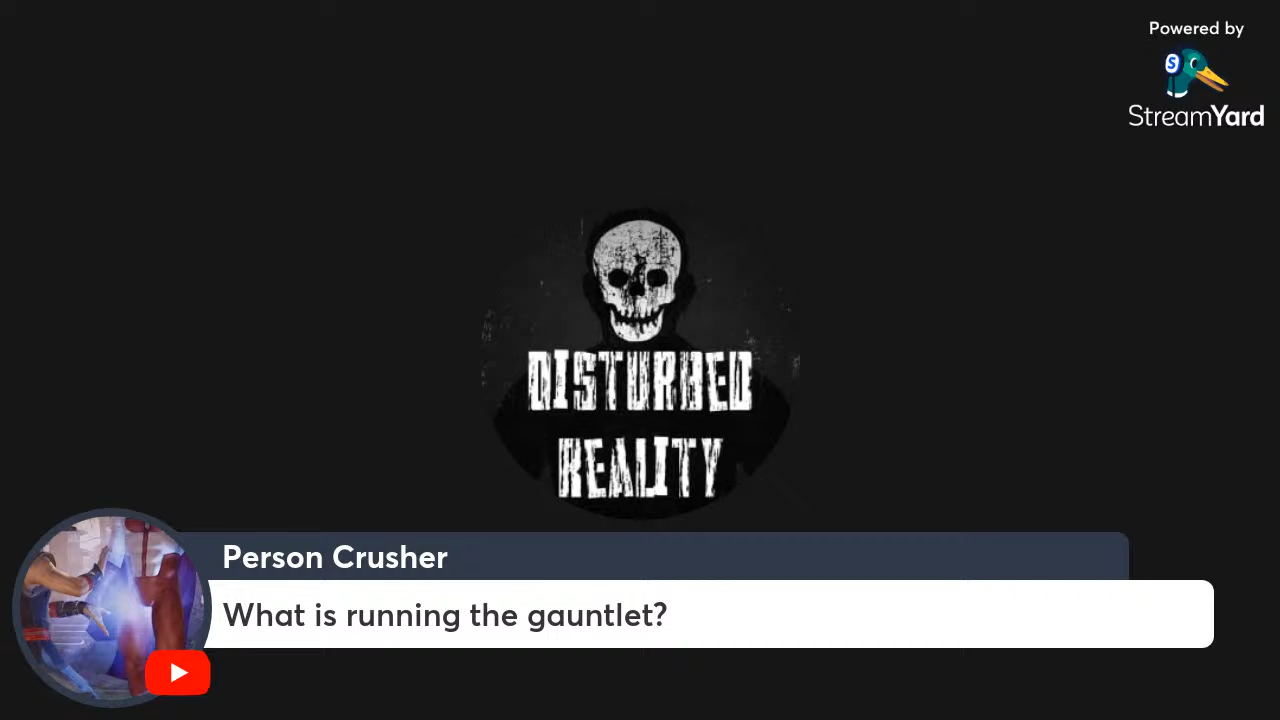 Powered by
StreamYard
DISTURBED
REALITY
Person Crusher
What is running the gauntlet?